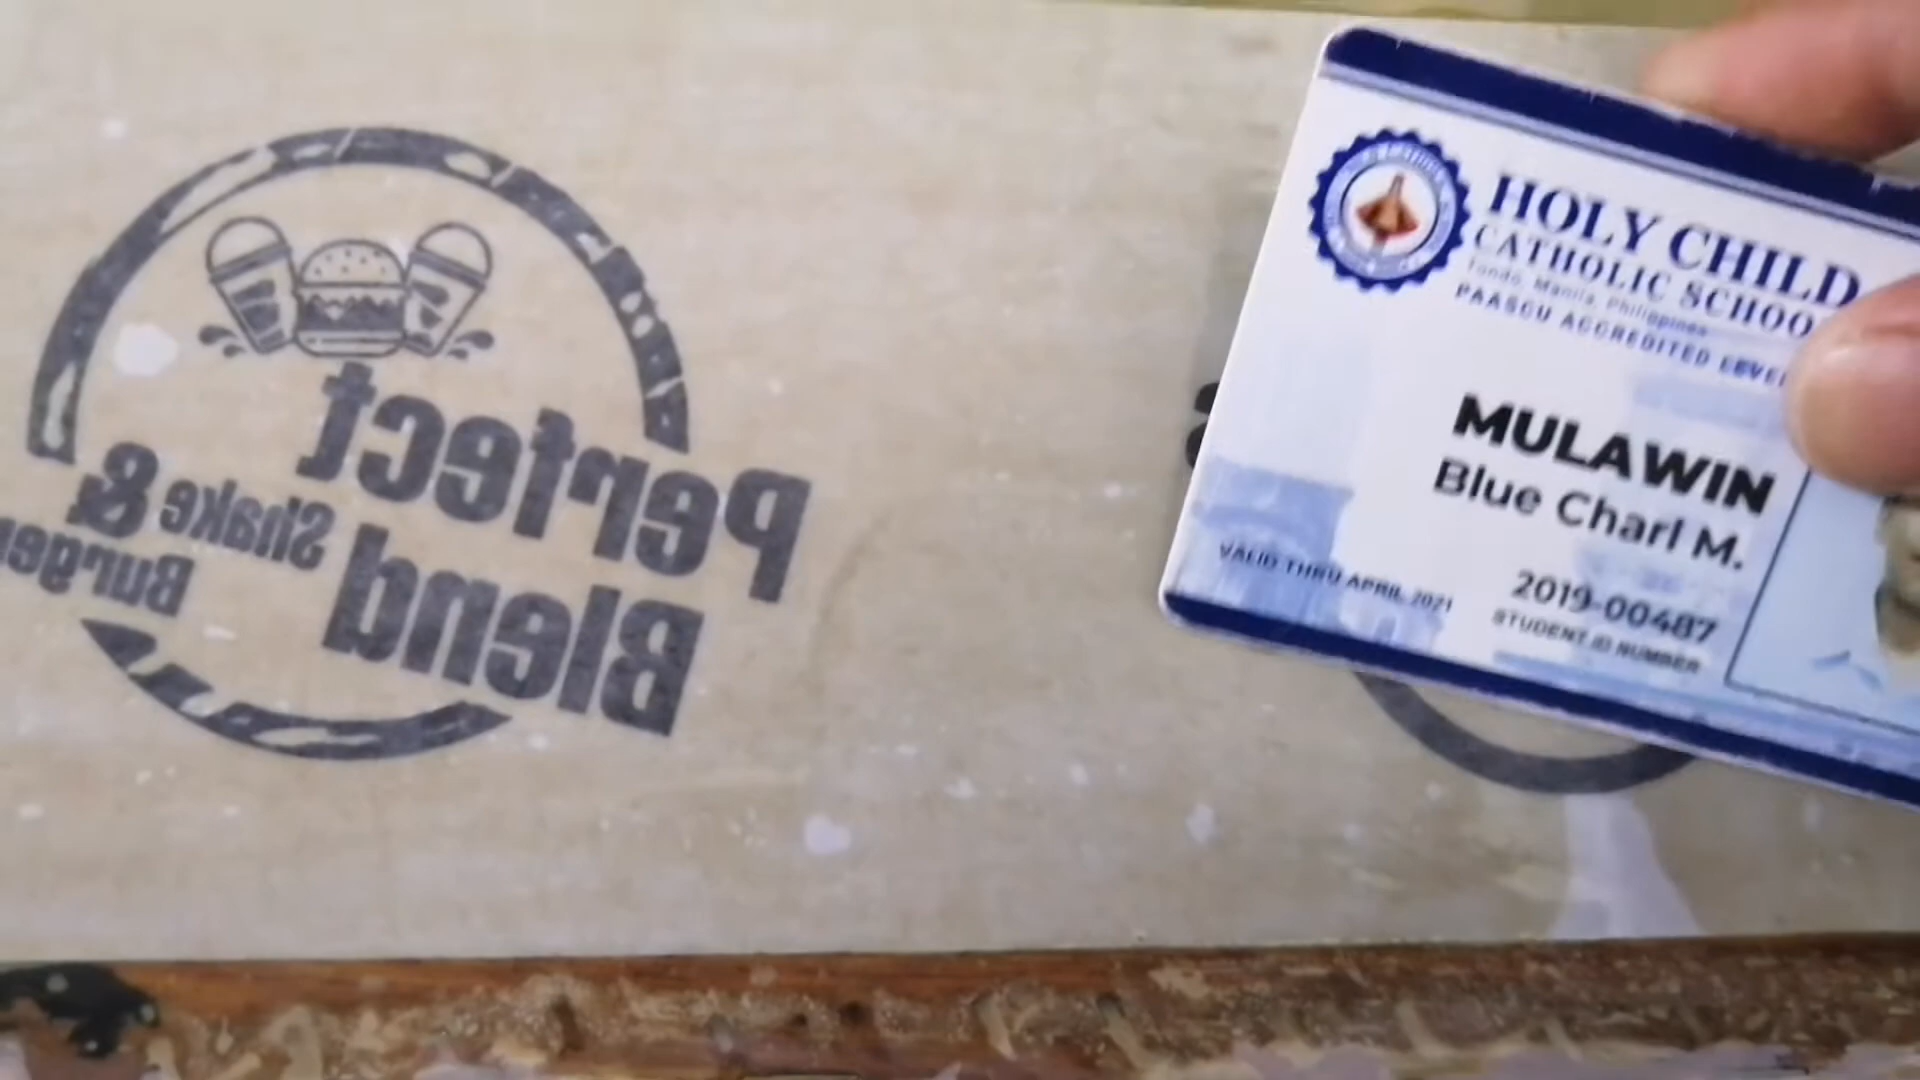 Perfect
Blend Shake &
Burger
HOLY CHILD
CATHOLIC SCHOOL
Tondo, Manila, Philippines
PAASCU ACCREDITED LEVEL
MULAWIN
Blue Charl M.
VALID THRU APRIL 2021
2019-00487
STUDENT ID NUMBER